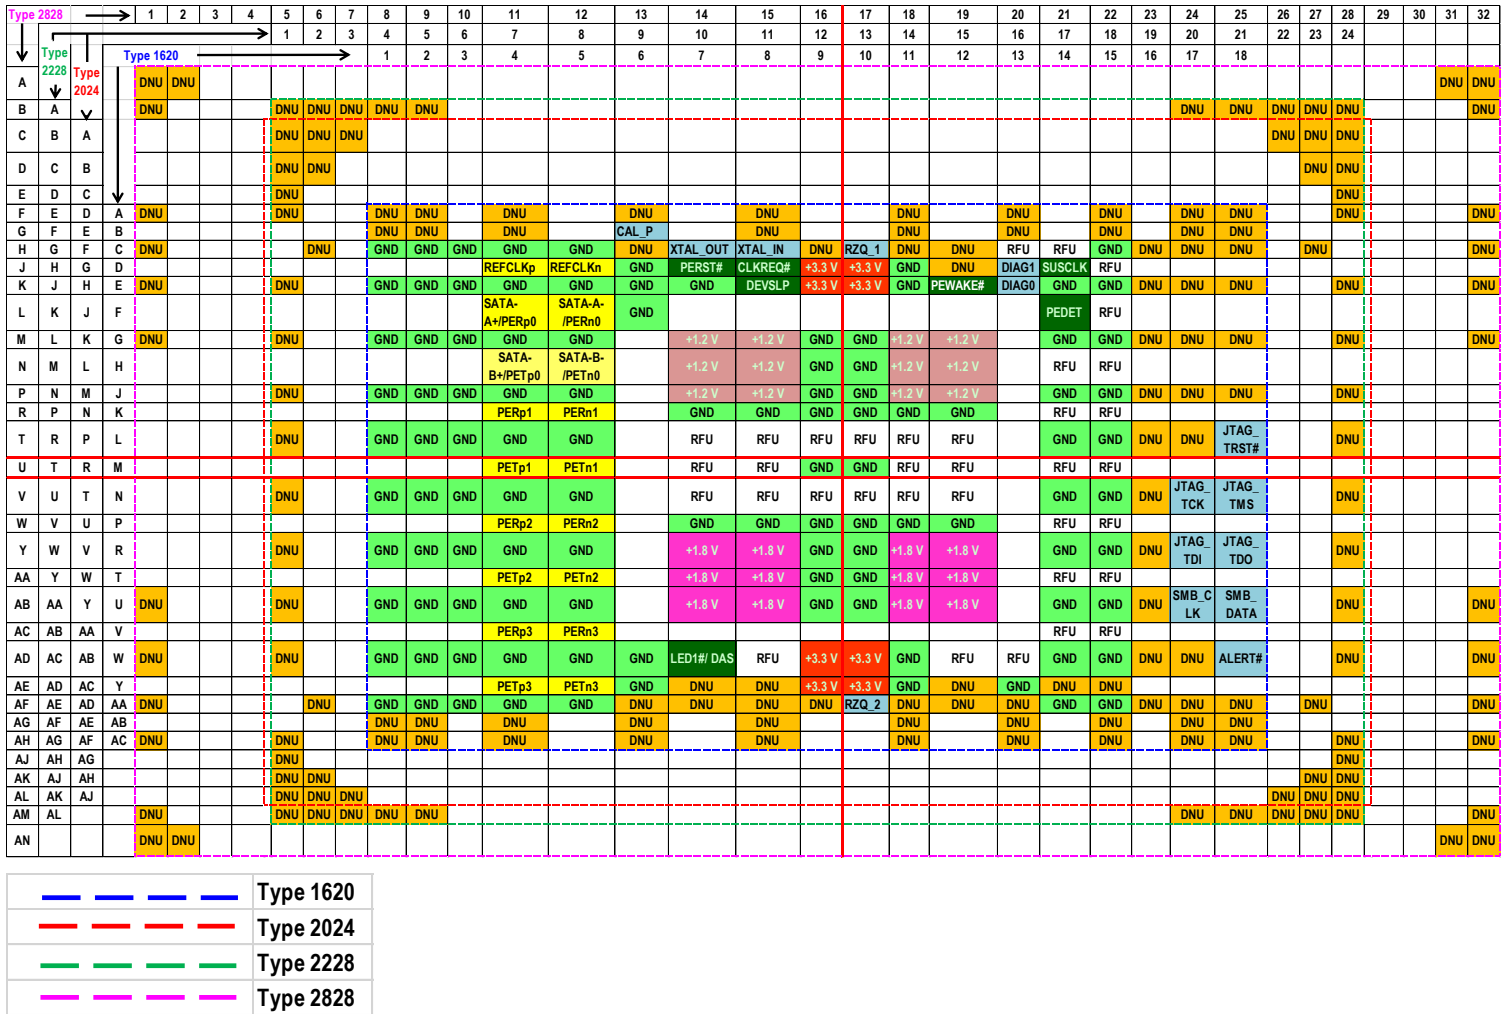 Type 2828 1 2 3 4 5 6 7 8 9 10 11 12 13 14 15 16 17 18 19 20 21 22 23 24 25 26 27 28 29 30 31 32
1 2 3 4 5 6 7 8 9 10 11 12 13 14 15 16 17 18 19 20 21 22 23 24
Type 2228 Type 1620 1 2 3 4 5 6 7 8 9 10 11 12 13 14 15 16 17 18
Type 2024
A DNU DNU DNU DNU
B A DNU DNU DNU DNU DNU DNU DNU DNU DNU DNU DNU DNU
C B A DNU DNU DNU DNU DNU DNU
D C B DNU DNU DNU DNU
E D C DNU DNU
F E D A DNU DNU DNU DNU DNU DNU DNU DNU DNU DNU DNU DNU DNU DNU
G F E B DNU DNU DNU CAL_P DNU DNU DNU DNU DNU DNU
H G F C DNU DNU GND GND GND GND GND DNU XTAL_OUT XTAL_IN DNU RZQ_1 DNU DNU RFU RFU GND DNU DNU DNU DNU DNU
J H G D REFCLKp REFCLKn GND PERST# CLKREQ# +3.3 V +3.3 V GND DNU DIAG1 SUSCLK RFU
K J H E DNU DNU GND GND GND GND GND GND GND DEVSLP +3.3 V +3.3 V GND PEWAKE# DIAG0 GND GND DNU DNU DNU DNU DNU
L K J F SATA-A+/PERp0 SATA-A-/PERn0 GND PEDET RFU
M L K G DNU DNU GND GND GND GND GND +1.2 V +1.2 V GND GND +1.2 V +1.2 V GND GND DNU DNU DNU DNU DNU
N M L H SATA-B+/PETp0 SATA-B-/PETn0 +1.2 V +1.2 V GND GND +1.2 V +1.2 V RFU RFU
P N M J DNU GND GND GND GND GND +1.2 V +1.2 V GND GND +1.2 V +1.2 V GND GND DNU DNU DNU DNU
R P N K PERp1 PERn1 GND GND GND GND GND GND RFU RFU
T R P L DNU GND GND GND GND GND RFU RFU RFU RFU RFU RFU GND GND DNU DNU JTAG_TRST# DNU
U T R M PETp1 PETn1 RFU RFU GND GND RFU RFU RFU RFU
V U T N DNU GND GND GND GND GND RFU RFU RFU RFU RFU RFU GND GND DNU JTAG_TCK JTAG_TMS DNU
W V U P PERp2 PERn2 GND GND GND GND GND GND RFU RFU
Y W V R DNU GND GND GND GND GND +1.8 V +1.8 V GND GND +1.8 V +1.8 V GND GND DNU JTAG_TDI JTAG_TDO DNU
AA Y W T PETp2 PETn2 +1.8 V +1.8 V GND GND +1.8 V +1.8 V RFU RFU
AB AA Y U DNU DNU GND GND GND GND GND +1.8 V +1.8 V GND GND +1.8 V +1.8 V GND GND DNU SMB_CLK SMB_DATA DNU DNU
AC AB AA V PERp3 PERn3 RFU RFU
AD AC AB W DNU DNU GND GND GND GND GND GND LED1#/ DAS RFU +3.3 V +3.3 V GND RFU RFU GND GND DNU DNU ALERT# DNU DNU
AE AD AC Y PETp3 PETn3 GND DNU DNU +3.3 V +3.3 V GND DNU GND DNU DNU
AF AE AD AA DNU DNU GND GND GND GND GND DNU DNU DNU DNU RZQ_2 DNU DNU DNU GND GND DNU DNU DNU DNU DNU
AG AF AE AB DNU DNU DNU DNU DNU DNU DNU DNU DNU DNU
AH AG AF AC DNU DNU DNU DNU DNU DNU DNU DNU DNU DNU DNU DNU DNU DNU
AJ AH AG DNU DNU
AK AJ AH DNU DNU DNU DNU
AL AK AJ DNU DNU DNU DNU DNU DNU
AM AL DNU DNU DNU DNU DNU DNU DNU DNU DNU DNU DNU DNU
AN DNU DNU DNU DNU
Type 1620
Type 2024
Type 2228
Type 2828